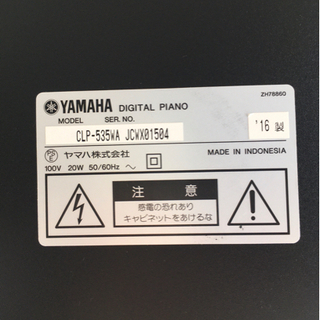 ZH78860
YAMAHA DIGITAL PIANO
MODEL SER. NO.
CLP-535WA JCWX01504 '16 製
ヤマハ株式会社
100V 20W 50/60Hz MADE IN INDONESIA
注意
感電の恐れあり
キャビネットをあけるな